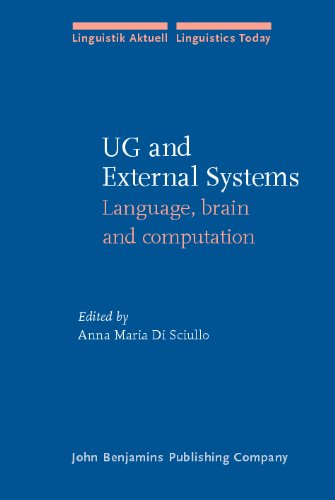 Linguistik Aktuell Linguistics Today
UG and
External Systems
Language, brain
and computation
Edited by
Anna Maria Di Sciullo
John Benjamins Publishing Company